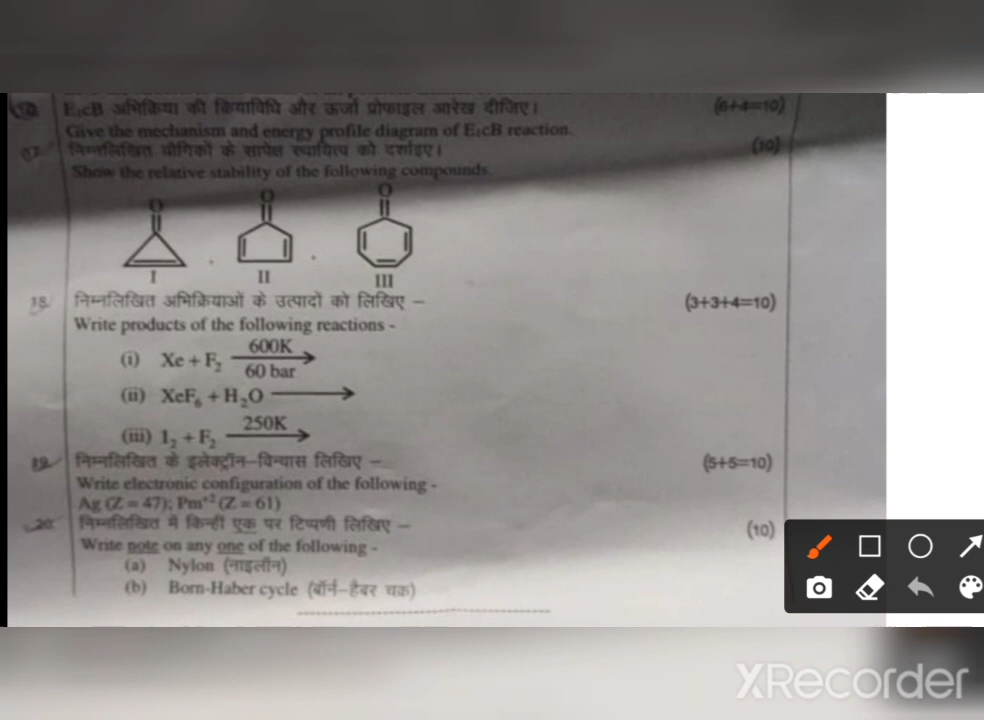 E₁cB अभिक्रिया की क्रियाविधि और ऊर्जा प्रोफाइल आरेख दीजिए। (6+4=10)
Give the mechanism and energy profile diagram of E₁cB reaction.
17. निम्नलिखित यौगिकों के सापेक्ष स्थायित्व को दर्शाइए। (10)
Show the relative stability of the following compounds.
O O O
I , II , III
18. निम्नलिखित अभिक्रियाओं के उत्पादों को लिखिए – (3+3+4=10)
Write products of the following reactions -
(i) Xe + F₂ 600K 60 bar →
(ii) XeF₆ + H₂O →
(iii) I₂ + F₂ 250K →
19. निम्नलिखित के इलेक्ट्रॉन–विन्यास लिखिए – (5+5=10)
Write electronic configuration of the following -
Ag (Z = 47); Pm⁺² (Z = 61)
20. निम्नलिखित में किन्हीं एक पर टिप्पणी लिखिए – (10)
Write note on any one of the following -
(a) Nylon (नाइलॉन)
(b) Born-Haber cycle (बॉर्न–हैबर चक्र)
XRecorder